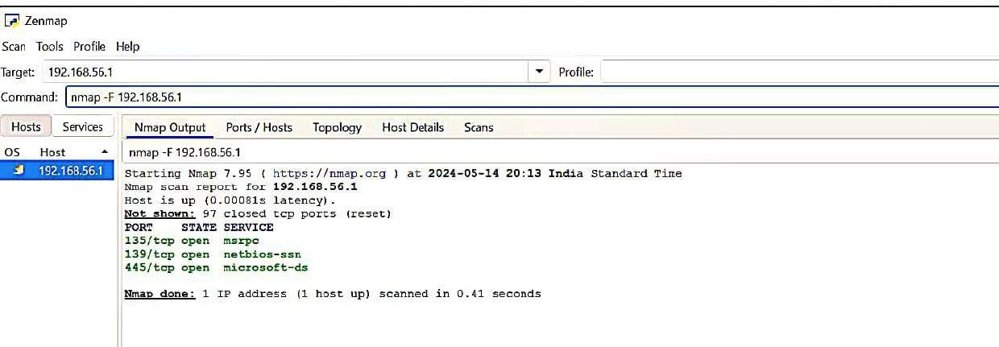 Zenmap
Scan Tools Profile Help
Target: 192.168.56.1 Profile:
Command: nmap -F 192.168.56.1
Hosts Services Nmap Output Ports / Hosts Topology Host Details Scans
OS Host nmap -F 192.168.56.1
192.168.56.1
Starting Nmap 7.95 ( https://nmap.org ) at 2024-05-14 20:13 India Standard Time
Nmap scan report for 192.168.56.1
Host is up (0.00081s latency).
Not shown: 97 closed tcp ports (reset)
PORT STATE SERVICE
135/tcp open msrpc
139/tcp open netbios-ssn
445/tcp open microsoft-ds
Nmap done: 1 IP address (1 host up) scanned in 0.41 seconds